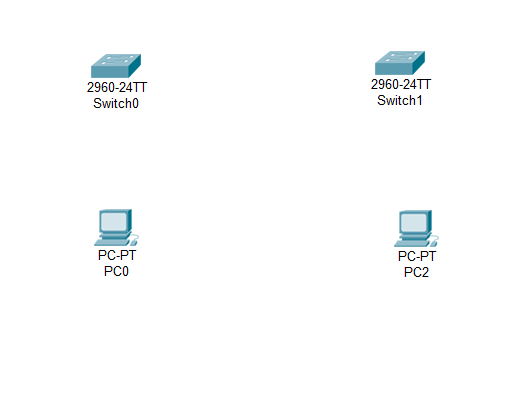 2960-24TT
Switch0
2960-24TT
Switch1
PC-PT
PC0
PC-PT
PC2